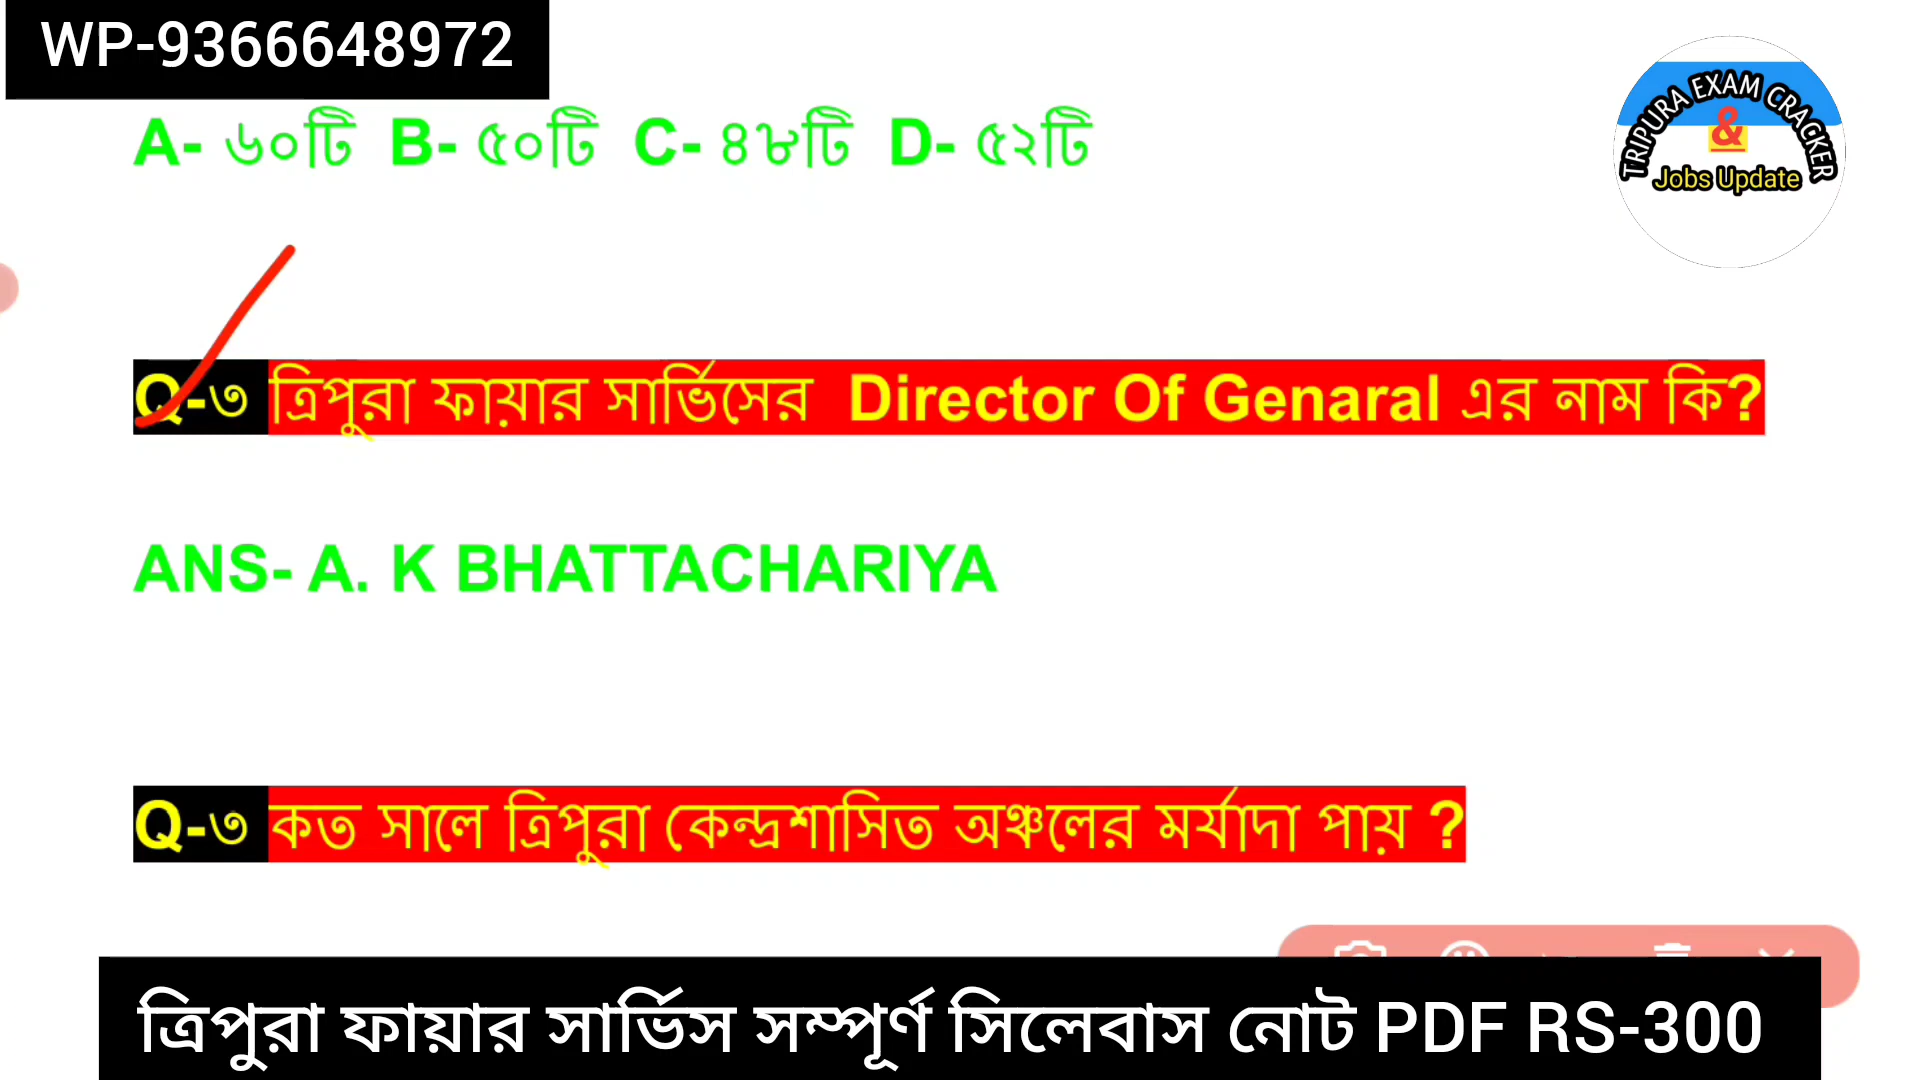 WP-9366648972
A- ৬০টি B- ৫০টি C- ৪৮টি D- ৫২টি
TRIPURA EXAM CRACKER
&
Jobs Update
Q-৩ ত্রিপুরা ফায়ার সার্ভিসের Director Of Genaral এর নাম কি?
ANS- A. K BHATTACHARIYA
Q-৩ কত সালে ত্রিপুরা কেন্দ্রশাসিত অঞ্চলের মর্যাদা পায় ?
ত্রিপুরা ফায়ার সার্ভিস সম্পূর্ণ সিলেবাস নোট PDF RS-300